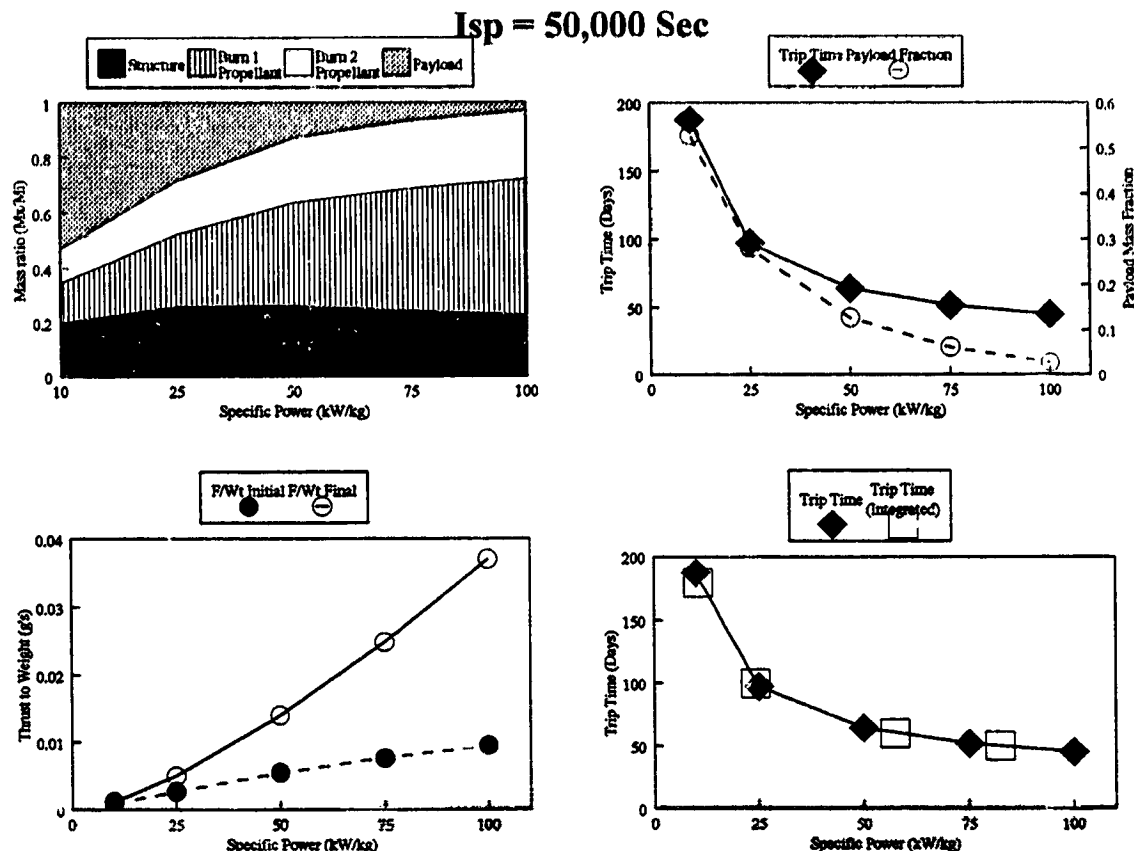 Isp = 50,000 Sec
Structure
Burn 1
Propellant
Burn 2
Propellant
Payload
1
0.8
0.6
0.4
0.2
0
Mass ratio (Mx/Mi)
10 25 50 75 100
Specific Power (kW/kg)
Trip Time Payload Fraction
200
150
100
50
0
Trip Time (Days)
0.6
0.5
0.4
0.3
0.2
0.1
0
Payload Mass Fraction
0 25 50 75 100
Specific Power (kW/kg)
F/Wt Initial F/Wt Final
0.04
0.03
0.02
0.01
0
Thrust to Weight (g's)
0 25 50 75 100
Specific Power (kW/kg)
Trip Time
Trip Time
(Integrated)
200
150
100
50
0
Trip Time (Days)
0 25 50 75 100
Specific Power (kW/kg)